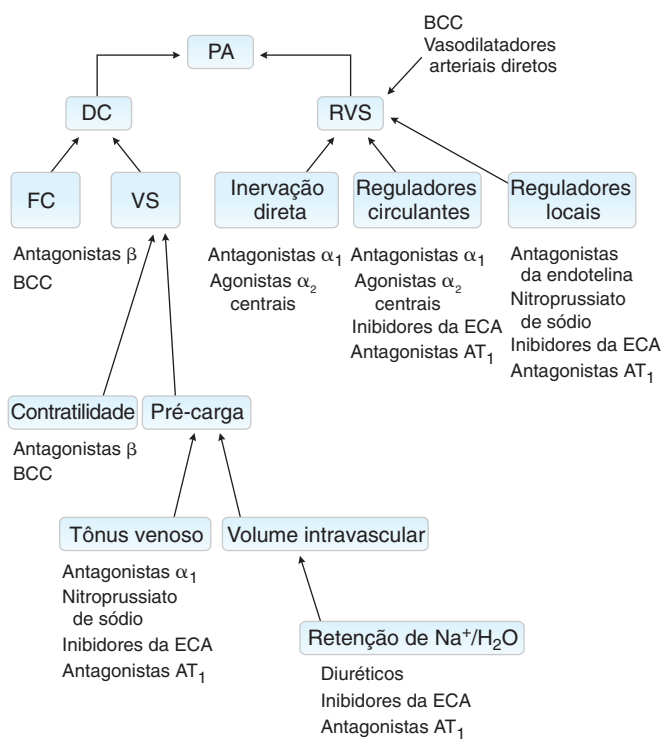 PA
BCC
Vasodilatadores
arteriais diretos
DC
RVS
FC
VS
Inervação
direta
Reguladores
circulantes
Reguladores
locais
Antagonistas β
BCC
Antagonistas α1
Agonistas α2
centrais
Antagonistas α1
Agonistas α2
centrais
Inibidores da ECA
Antagonistas AT1
Antagonistas
da endotelina
Nitroprussiato
de sódio
Inibidores da ECA
Antagonistas AT1
Contratilidade
Pré-carga
Antagonistas β
BCC
Tônus venoso
Volume intravascular
Antagonistas α1
Nitroprussiato
de sódio
Inibidores da ECA
Antagonistas AT1
Retenção de Na+/H2O
Diuréticos
Inibidores da ECA
Antagonistas AT1